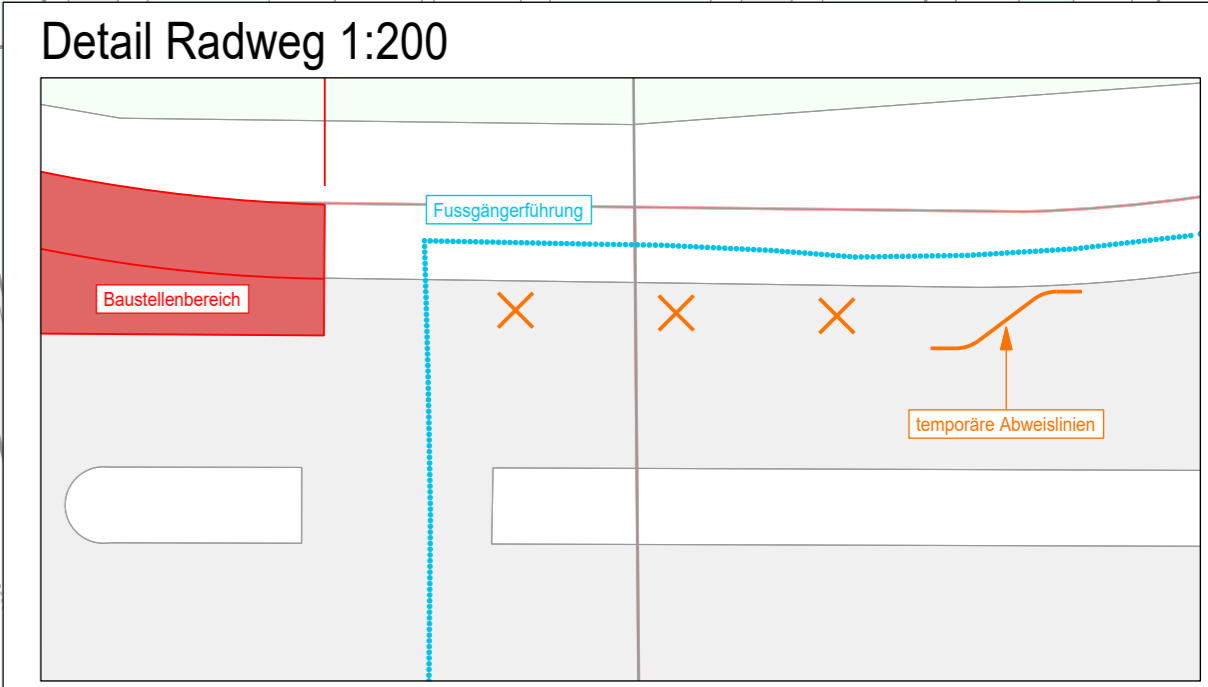 Detail Radweg 1:200
Fussgängerführung
Baustellenbereich
temporäre Abweislinien